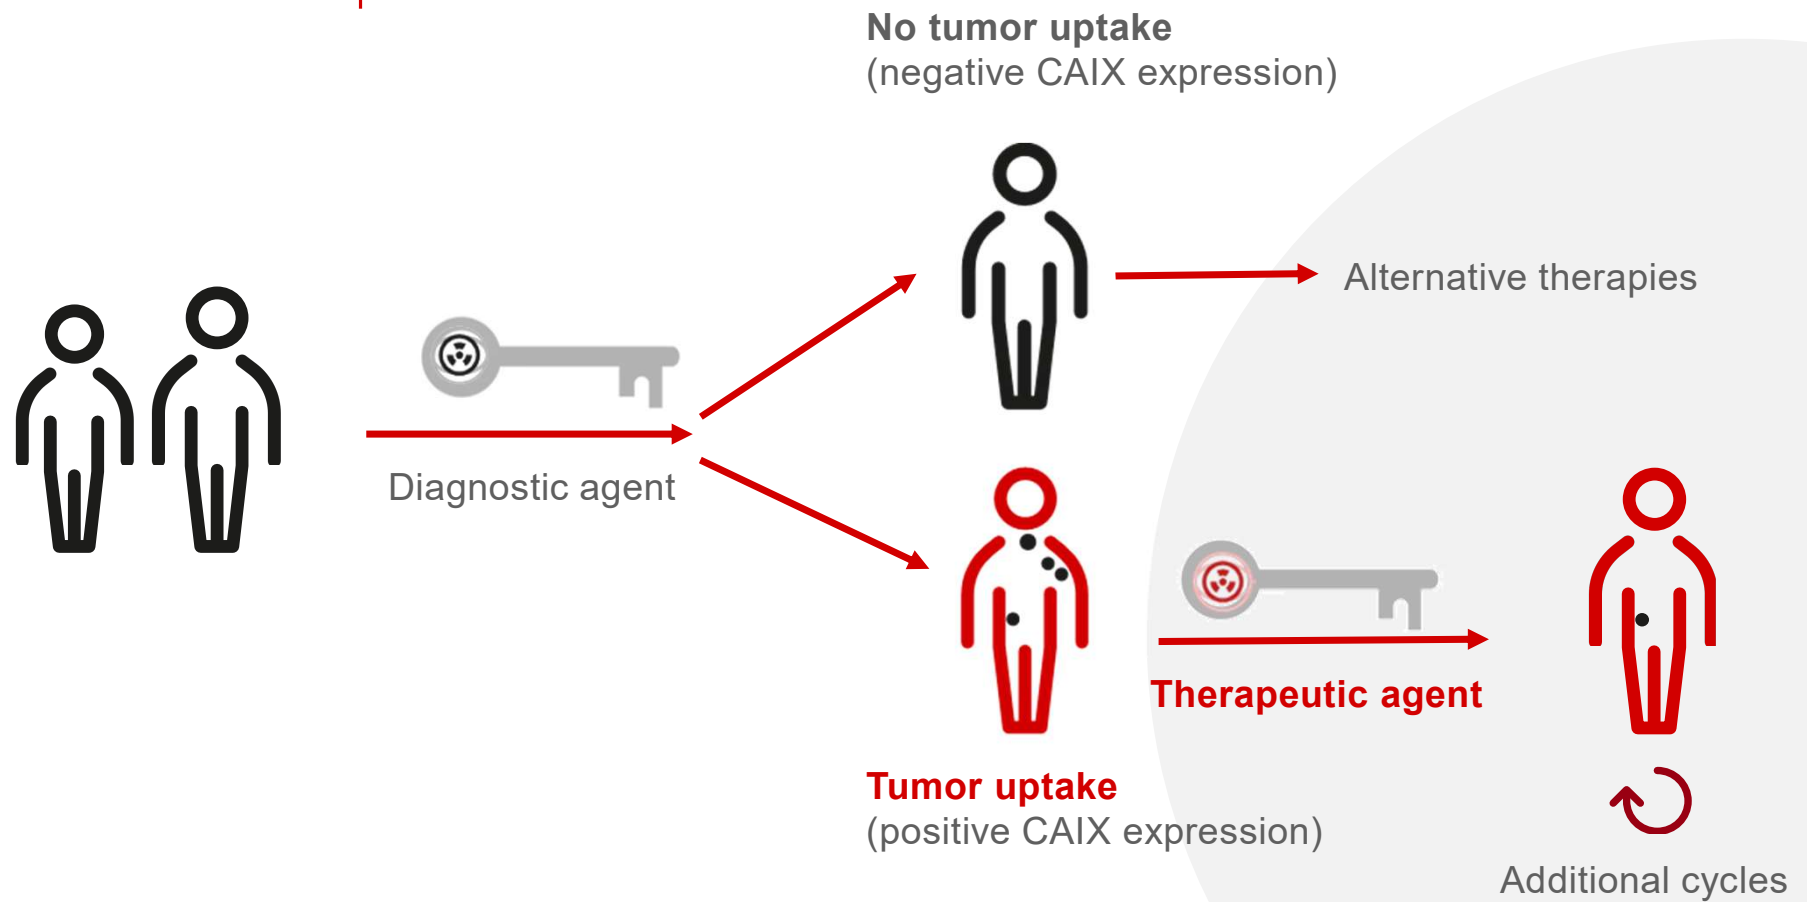 No tumor uptake
(negative CAIX expression)
Alternative therapies
Diagnostic agent
Therapeutic agent
Tumor uptake
(positive CAIX expression)
Additional cycles